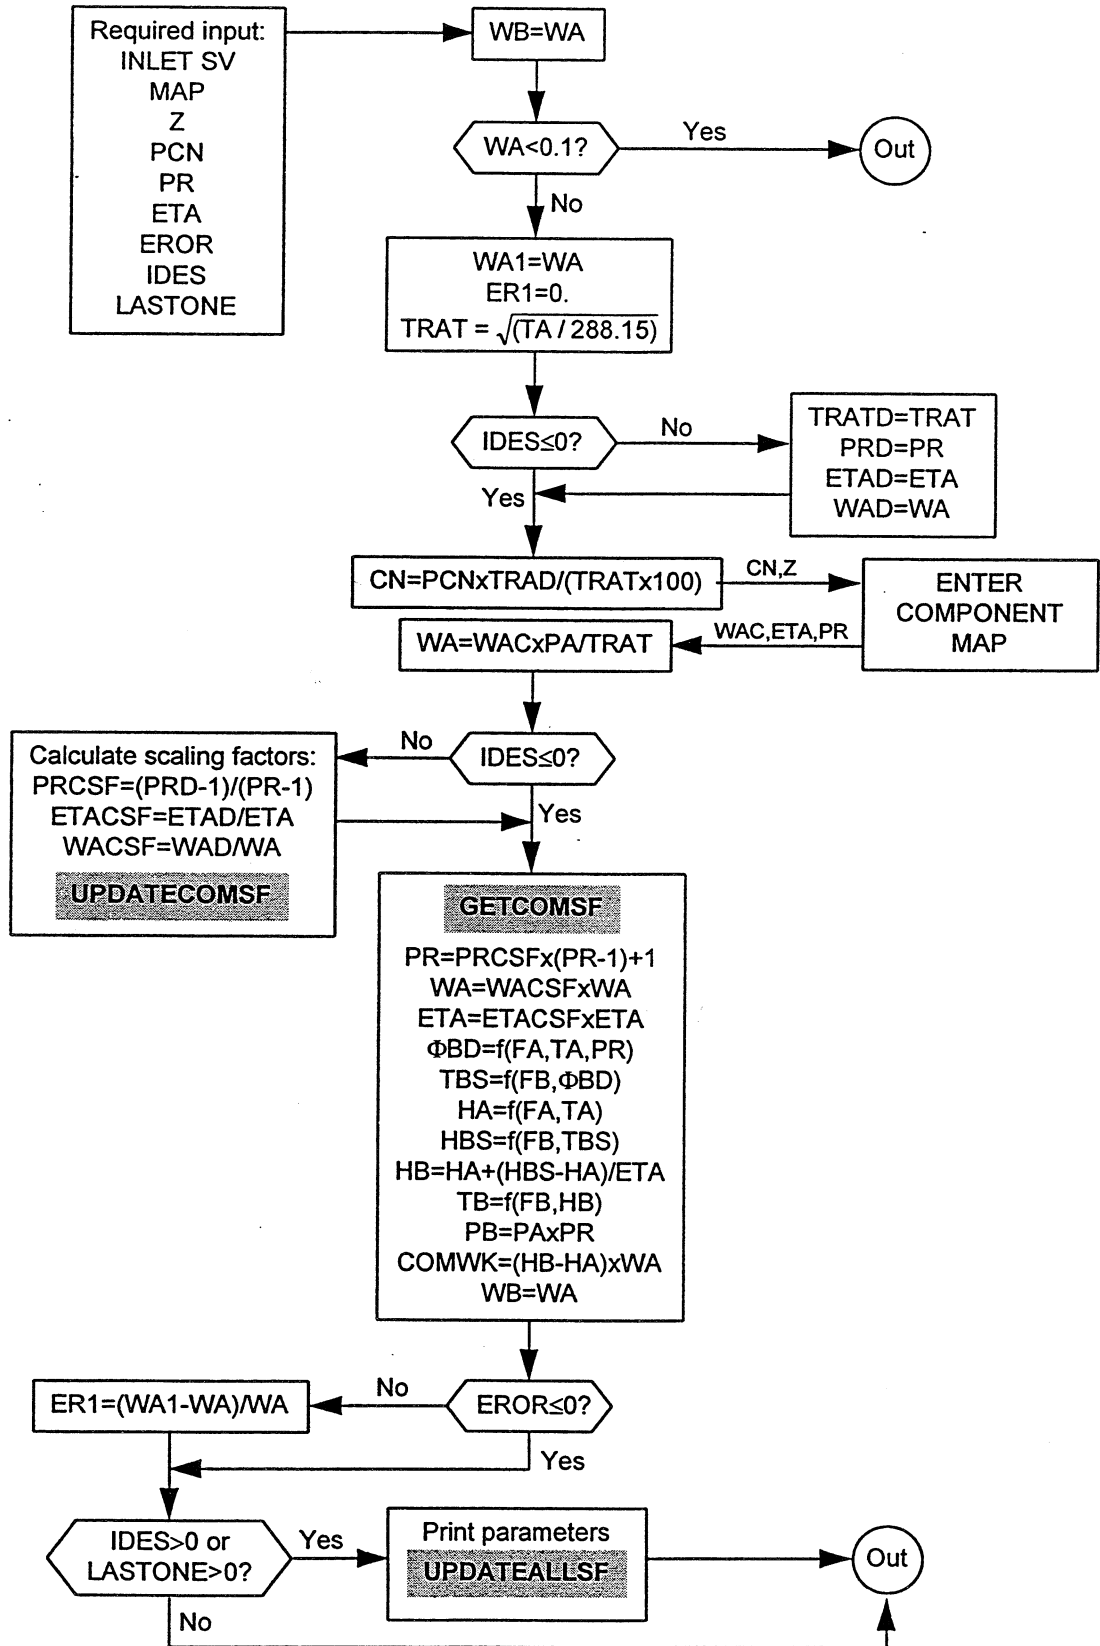 Required input:
INLET SV
MAP
Z
PCN
PR
ETA
EROR
IDES
LASTONE
WB=WA
WA<0.1?
Yes
Out
No
WA1=WA
ER1=0.
TRAT = √(TA / 288.15)
IDES≤0?
No
TRATD=TRAT
PRD=PR
ETAD=ETA
WAD=WA
Yes
CN=PCNxTRAD/(TRATx100)
CN,Z
ENTER
COMPONENT
MAP
WAC,ETA,PR
WA=WACxPA/TRAT
IDES≤0?
No
Calculate scaling factors:
PRCSF=(PRD-1)/(PR-1)
ETACSF=ETAD/ETA
WACSF=WAD/WA
UPDATECOMSF
Yes
GETCOMSF
PR=PRCSFx(PR-1)+1
WA=WACSFxWA
ETA=ETACSFxETA
ΦBD=f(FA,TA,PR)
TBS=f(FB,ΦBD)
HA=f(FA,TA)
HBS=f(FB,TBS)
HB=HA+(HBS-HA)/ETA
TB=f(FB,HB)
PB=PAxPR
COMWK=(HB-HA)xWA
WB=WA
EROR≤0?
No
ER1=(WA1-WA)/WA
Yes
IDES>0 or
LASTONE>0?
Yes
Print parameters
UPDATEALLSF
Out
No